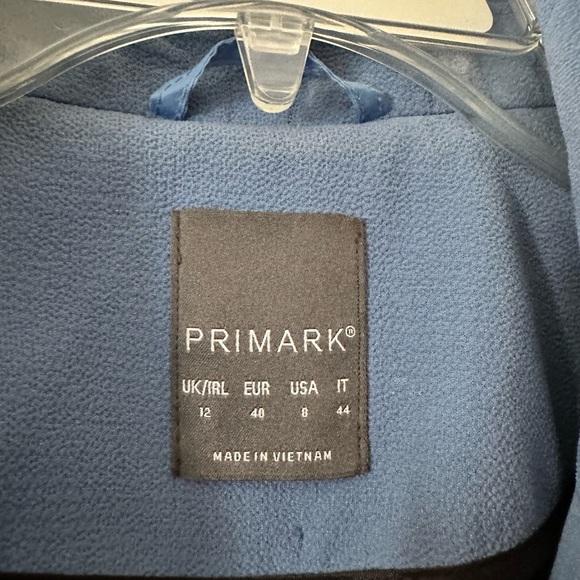 PRIMARK®
UK/IRL EUR USA IT
12 40 8 44
MADE IN VIETNAM